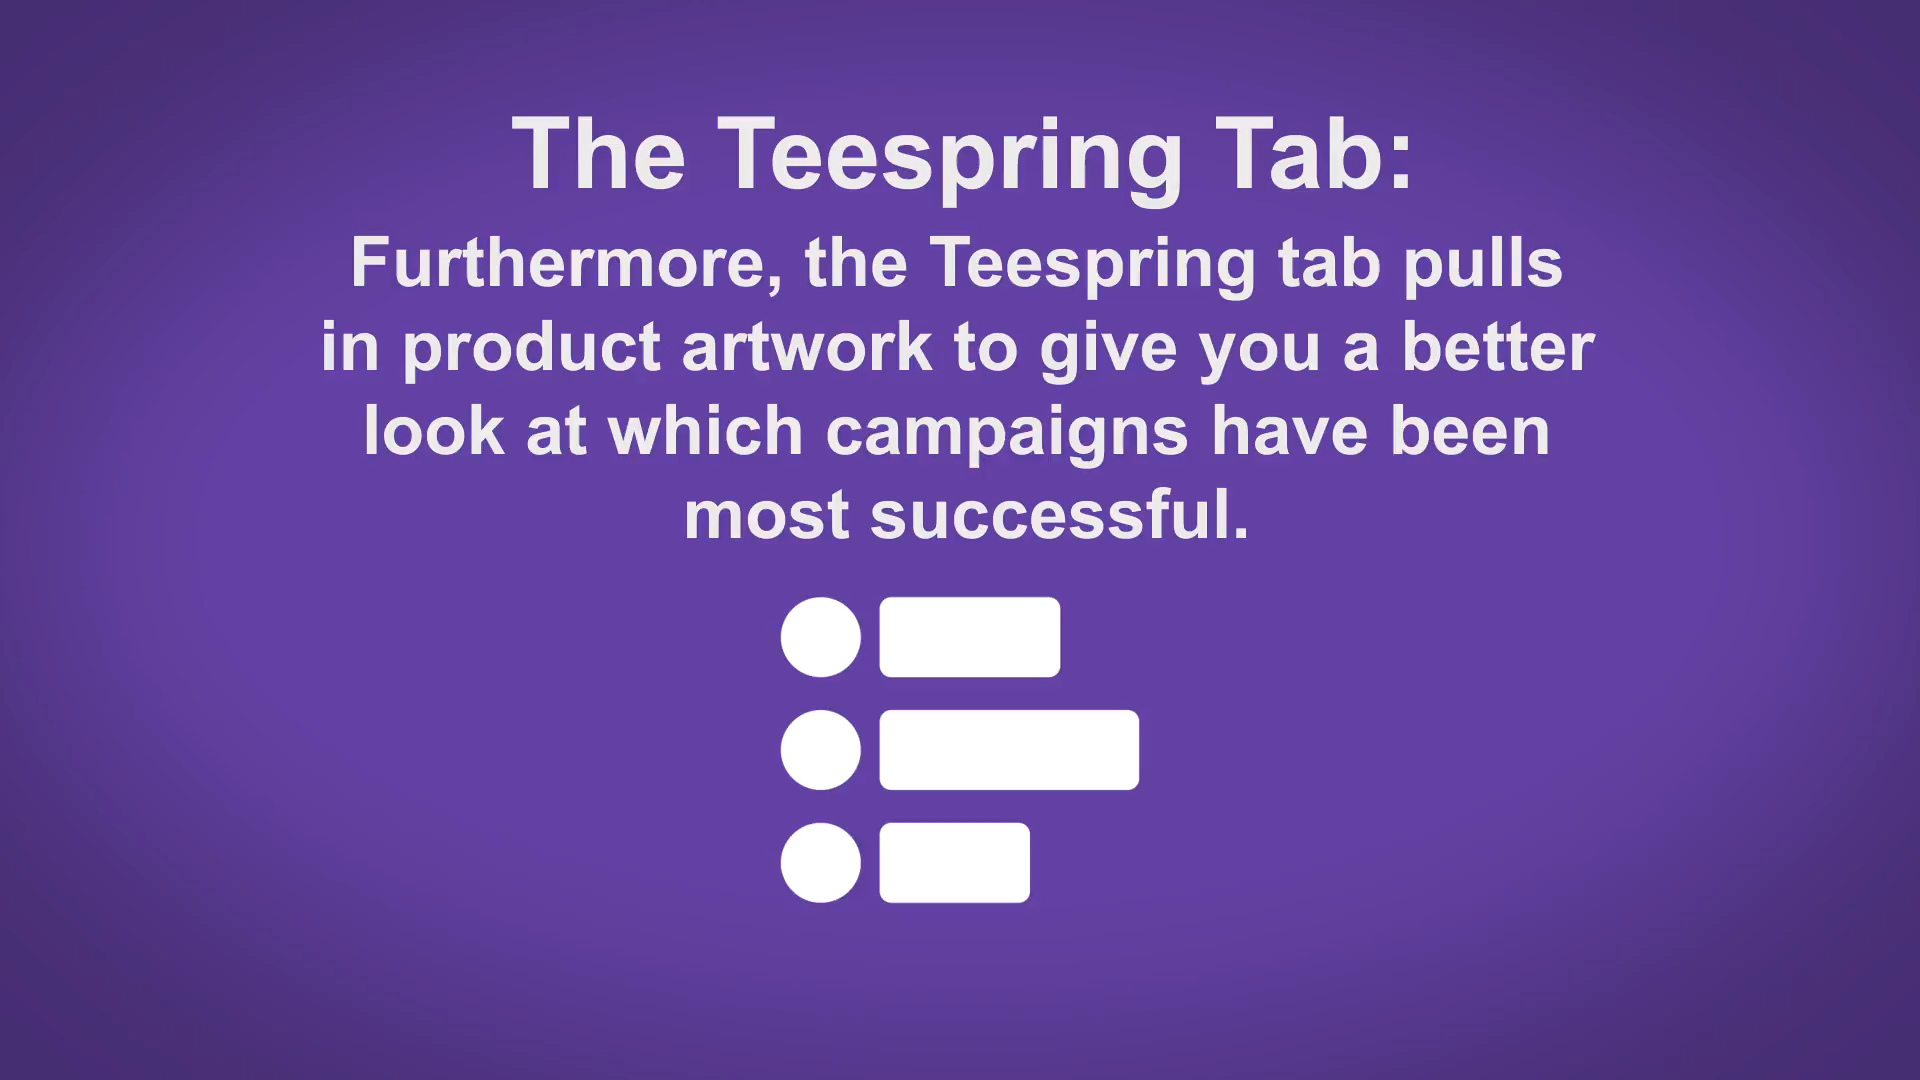 The Teespring Tab:
Furthermore, the Teespring tab pulls
in product artwork to give you a better
look at which campaigns have been
most successful.